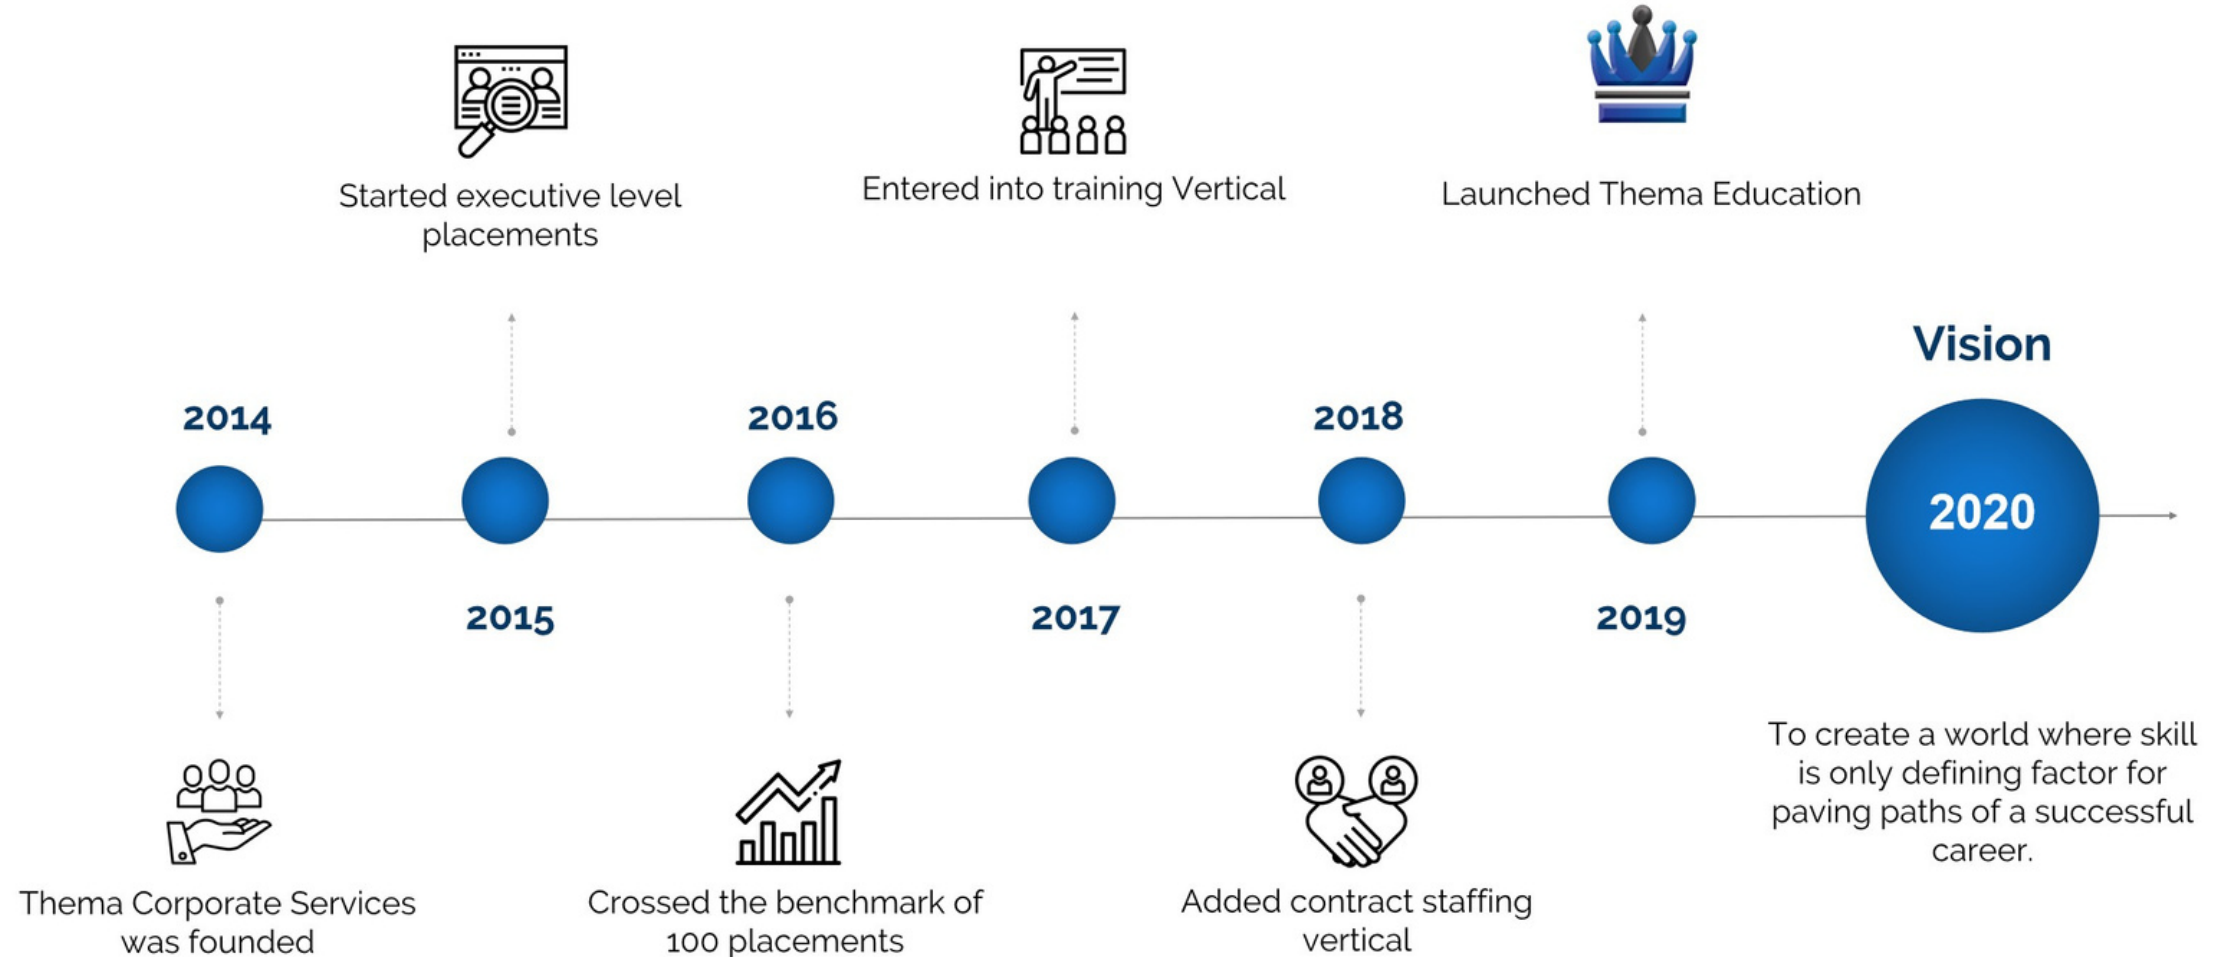 Started executive level
placements
Entered into training Vertical
Launched Thema Education
Vision
2014
2016
2018
2020
2015
2017
2019
To create a world where skill
is only defining factor for
paving paths of a successful
career.
Thema Corporate Services
was founded
Crossed the benchmark of
100 placements
Added contract staffing
vertical